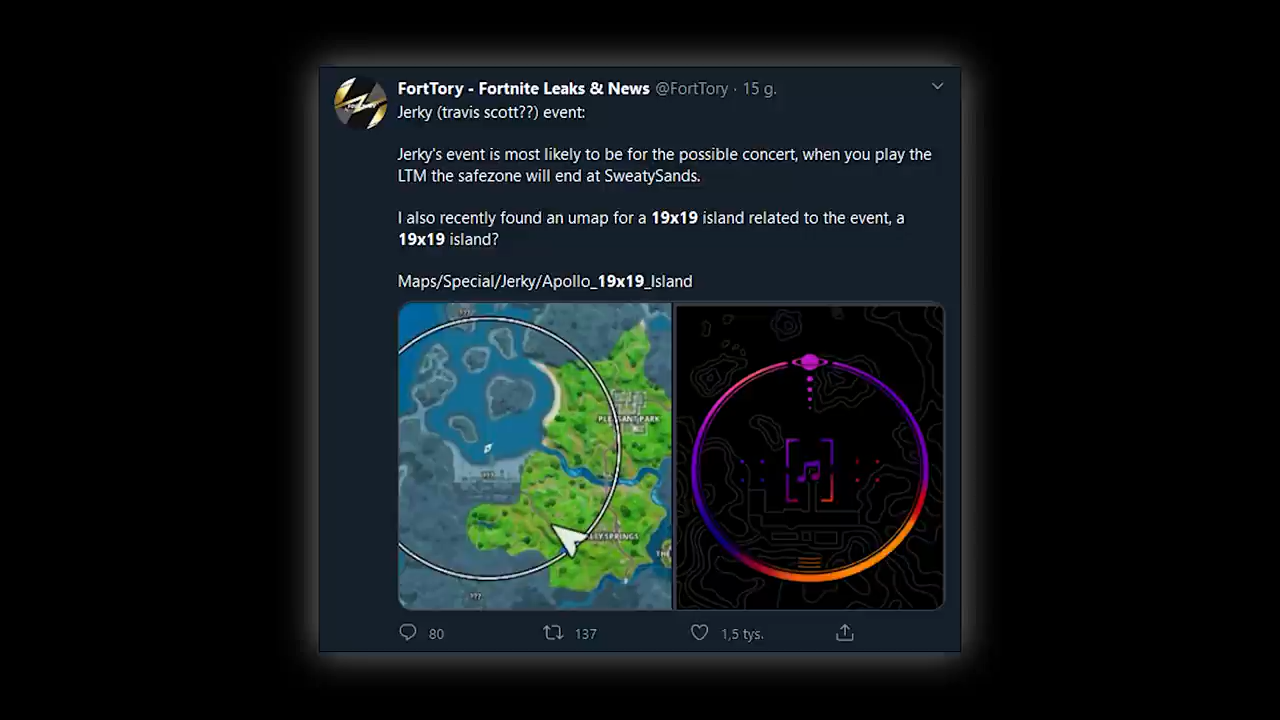 FortTory - Fortnite Leaks & News @FortTory · 15 g.
Jerky (travis scott??) event:
Jerky's event is most likely to be for the possible concert, when you play the
LTM the safezone will end at SweatySands.
I also recently found an umap for a 19x19 island related to the event, a
19x19 island?
Maps/Special/Jerky/Apollo_19x19_Island
???
PLEASANT PARK
???
???
80
137
1,5 tys.